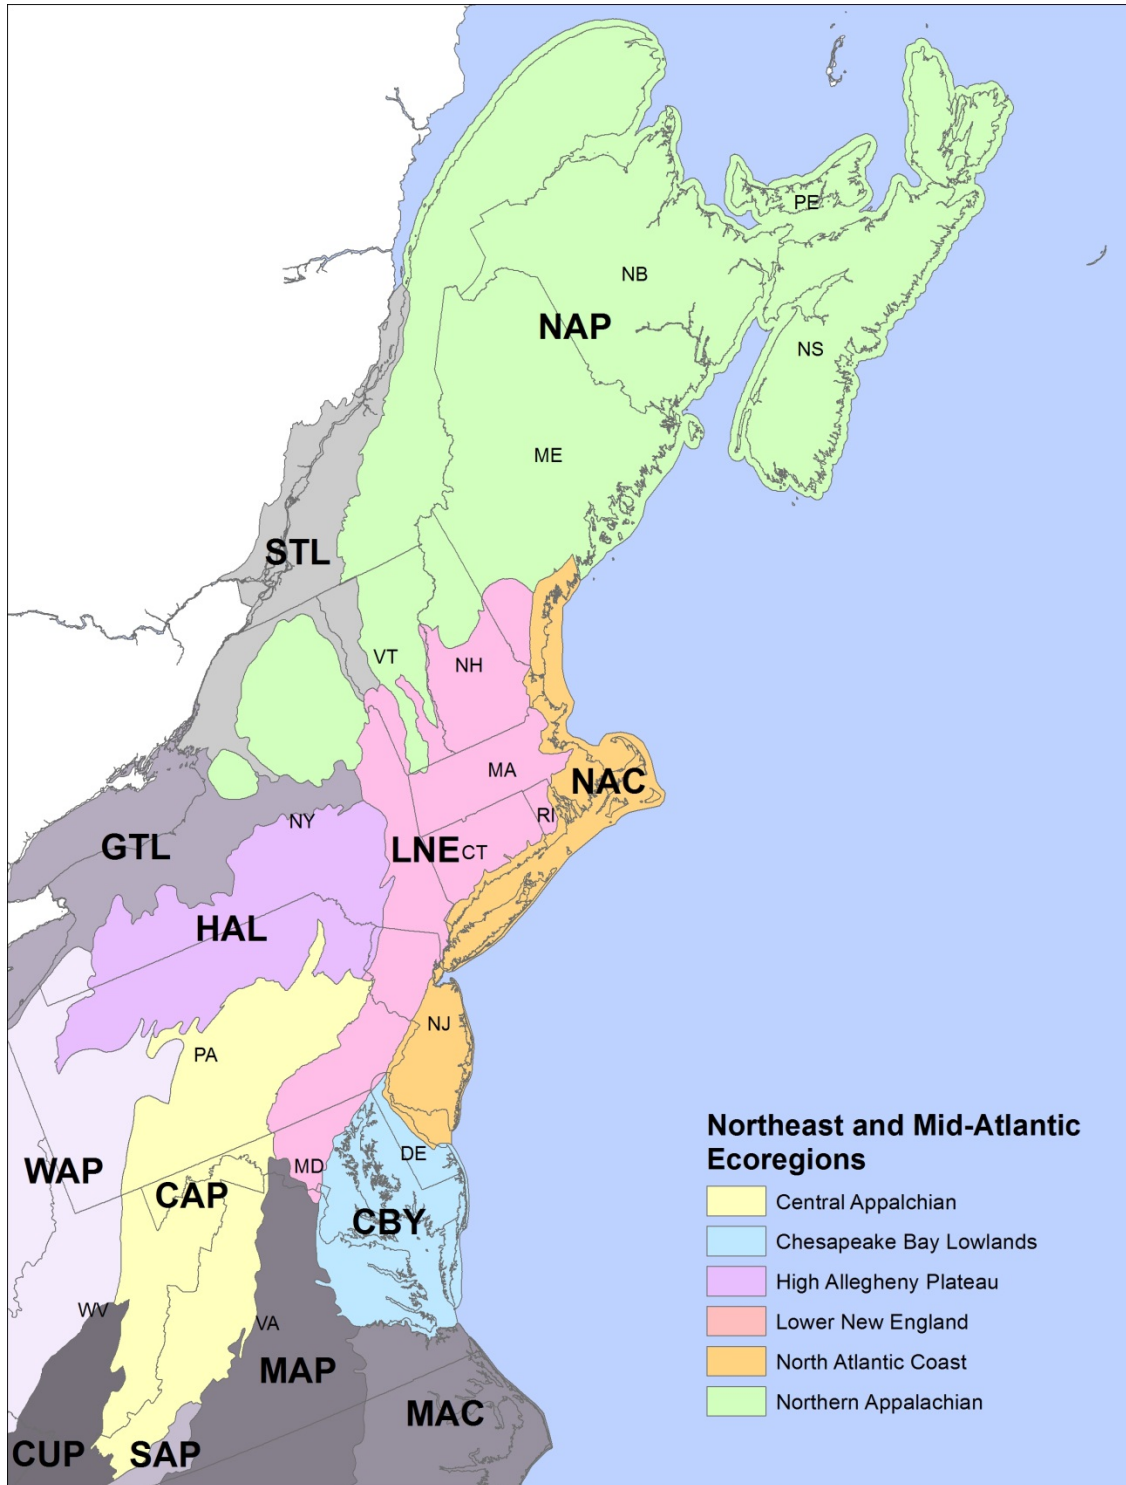 PE
NB
NAP
NS
ME
STL
VT
NH
MA
NAC
RI
NY
GTL
LNE
CT
HAL
NJ
PA
Northeast and Mid-Atlantic
Ecoregions
DE
MD
WAP
CAP
CBY
Central Appalchian
Chesapeake Bay Lowlands
High Allegheny Plateau
WV
VA
Lower New England
MAP
North Atlantic Coast
MAC
Northern Appalachian
CUP
SAP